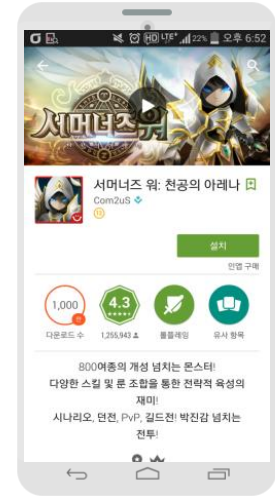 HD LTE 22% 오후 6:52
서머너즈 워
서머너즈 워: 천공의 아레나
Com2uS
12
설치
인앱 구매
1,000
만
4.3
다운로드 수
1,255,943
롤플레잉
유사 항목
800여종의 개성 넘치는 몬스터!
다양한 스킬 및 룬 조합을 통한 전략적 육성의
재미!
시나리오, 던전, PvP, 길드전! 박진감 넘치는
전투!